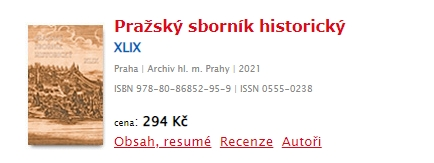 Pražský sborník historický
XLIX
Praha | Archiv hl. m. Prahy | 2021
ISBN 978-80-86852-95-9 | ISSN 0555-0238
cena: 294 Kč
Obsah, resumé Recenze Autoři